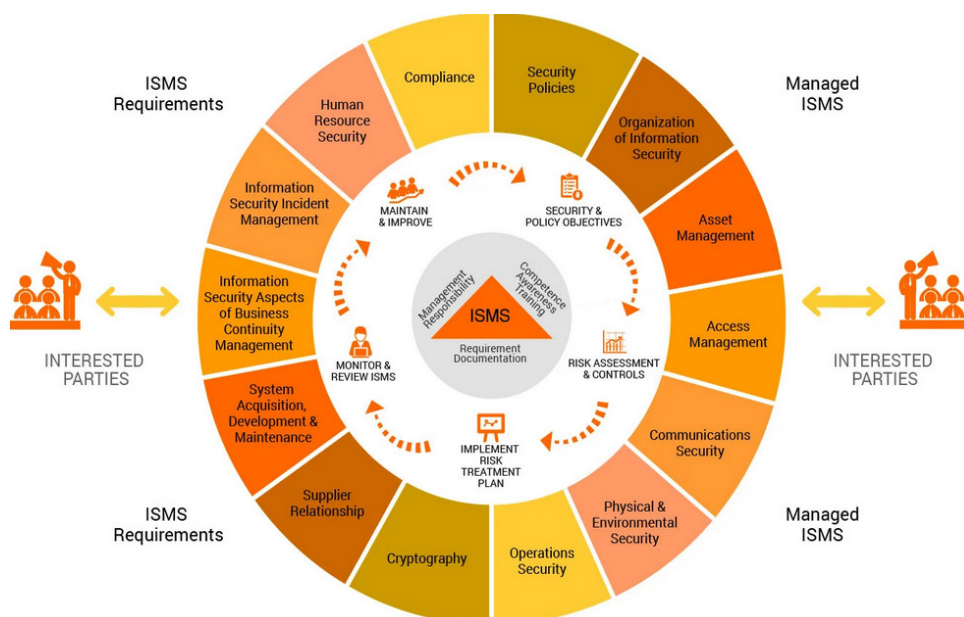 ISMS
Requirements
Managed
ISMS
Compliance
Security
Policies
Human
Resource
Security
Organization
of Information
Security
Information
Security Incident
Management
Asset
Management
MAINTAIN
& IMPROVE
SECURITY &
POLICY OBJECTIVES
Management
Responsibility
Competence
Awareness
Training
ISMS
Requirement
Documentation
Information
Security Aspects
of Business
Continuity
Management
Access
Management
INTERESTED
PARTIES
INTERESTED
PARTIES
MONITOR &
REVIEW ISMS
RISK ASSESSMENT
& CONTROLS
IMPLEMENT
RISK
TREATMENT
PLAN
System
Acquisition,
Development &
Maintenance
Communications
Security
Supplier
Relationship
Physical &
Environmental
Security
Cryptography
Operations
Security
ISMS
Requirements
Managed
ISMS